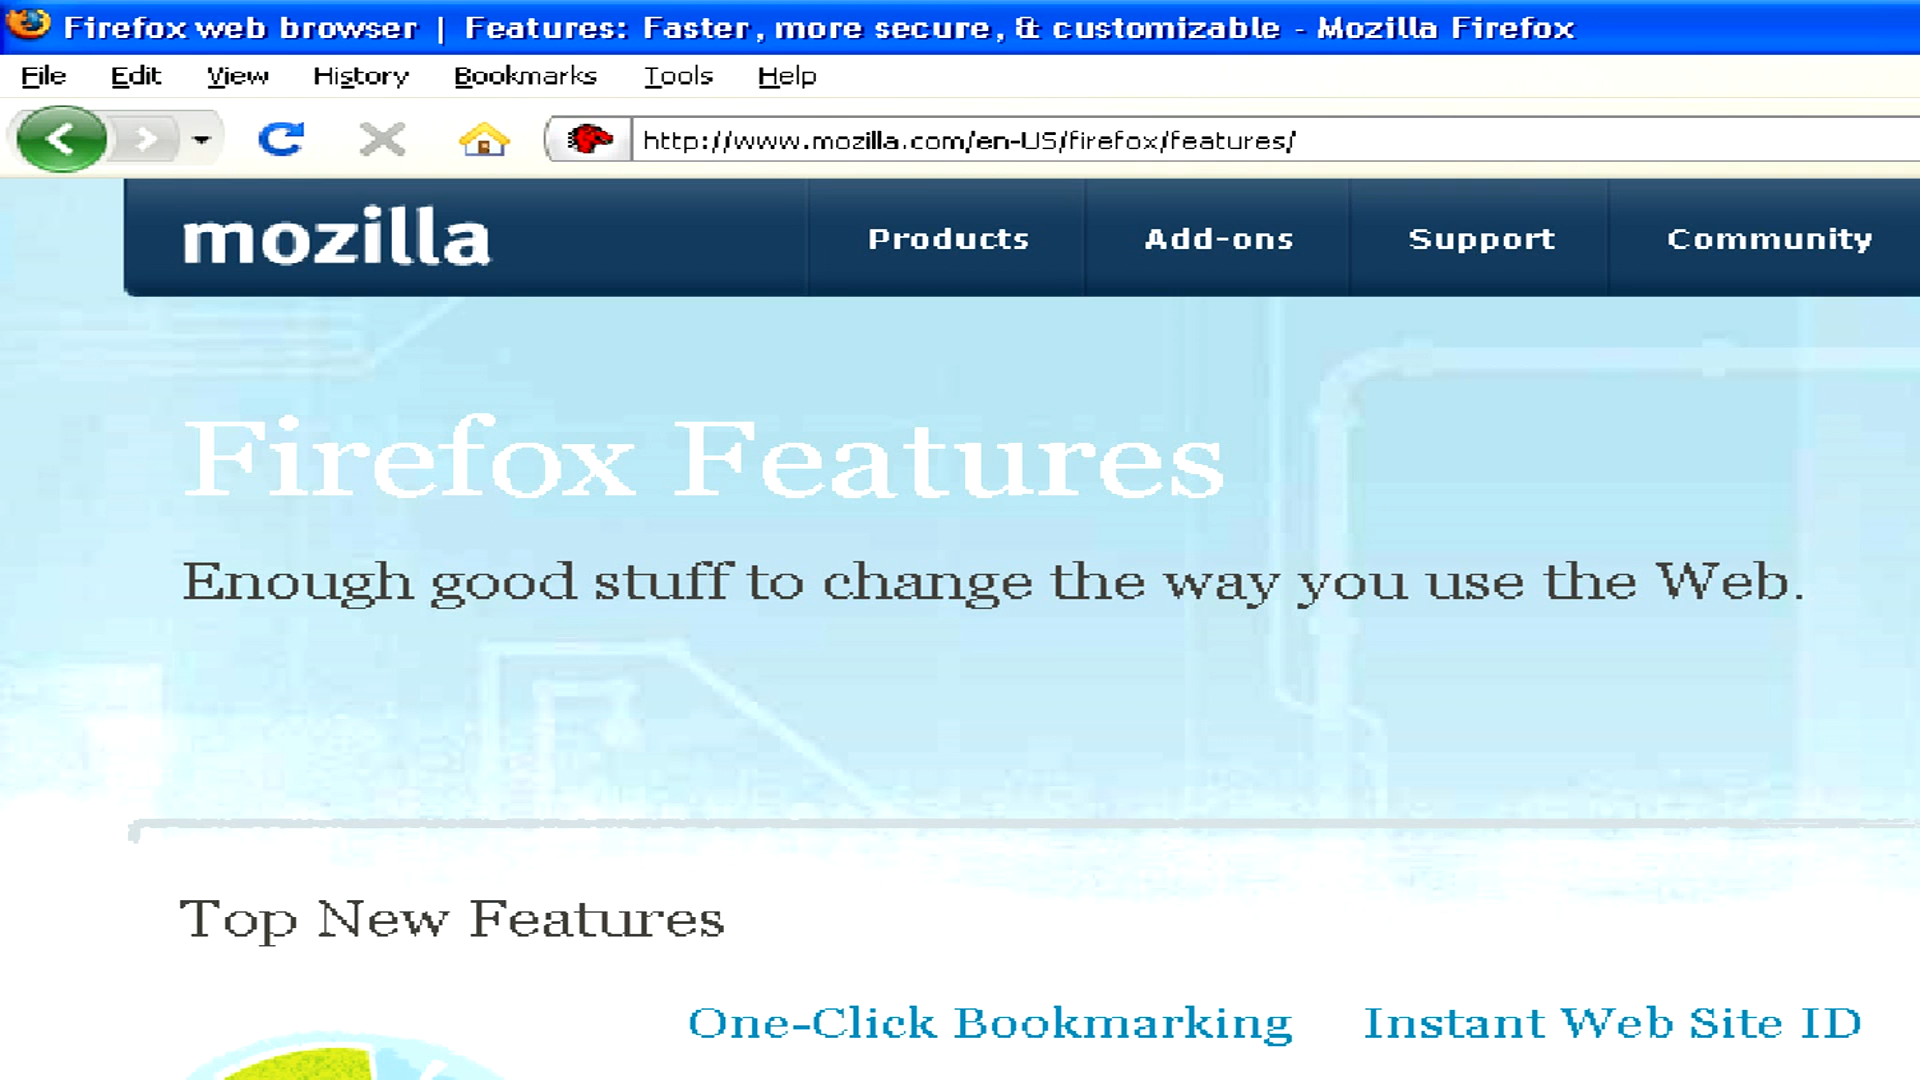 Firefox web browser | Features: Faster, more secure, & customizable - Mozilla Firefox
File Edit View History Bookmarks Tools Help
http://www.mozilla.com/en-US/firefox/features/
mozilla Products Add-ons Support Community
Firefox Features
Enough good stuff to change the way you use the Web.
Top New Features
One-Click Bookmarking Instant Web Site ID